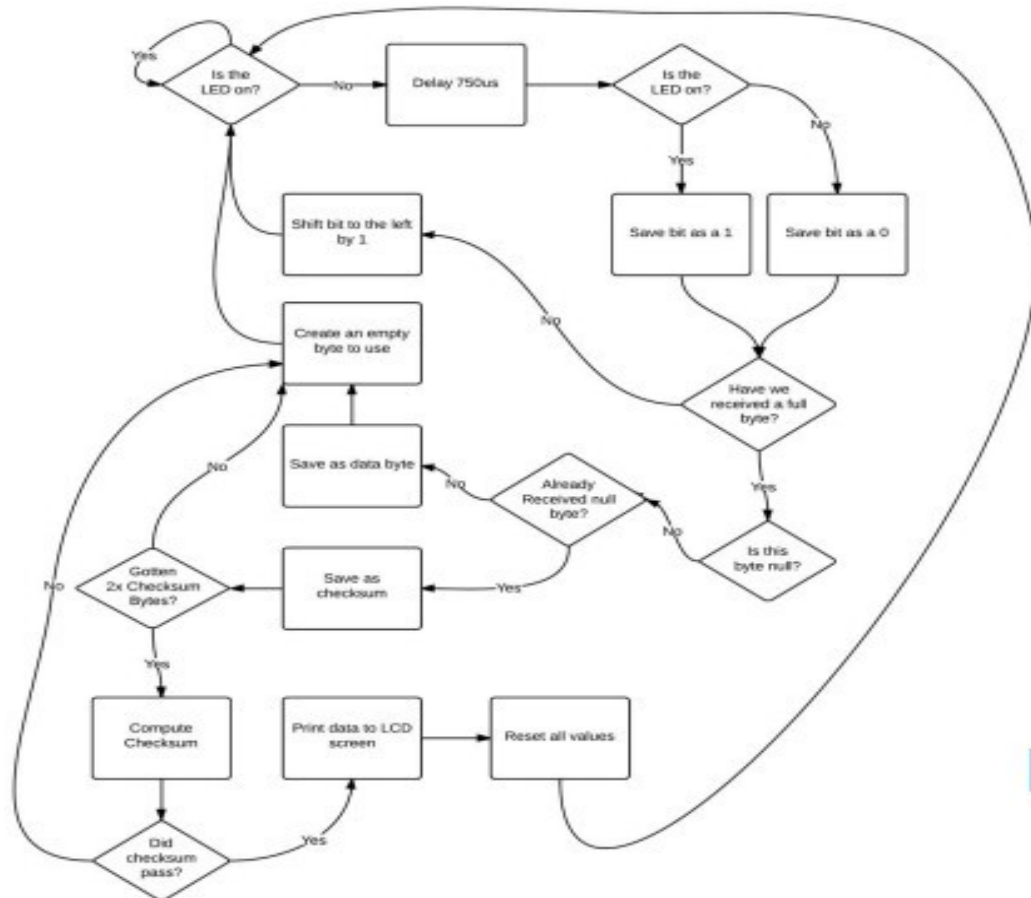 Yes
Is the
LED on?
No
Delay 750us
Is the
LED on?
No
Yes
Shift bit to the left
by 1
Save bit as a 1
Save bit as a 0
No
Create an empty
byte to use
Have we
received a full
byte?
Yes
Save as data byte
No
Already
Received null
byte?
No
Is this
byte null?
No
No
Gotten
2x Checksum
Bytes?
Save as
checksum
Yes
Yes
Compute
Checksum
Print data to LCD
screen
Reset all values
Did
checksum
pass?
Yes